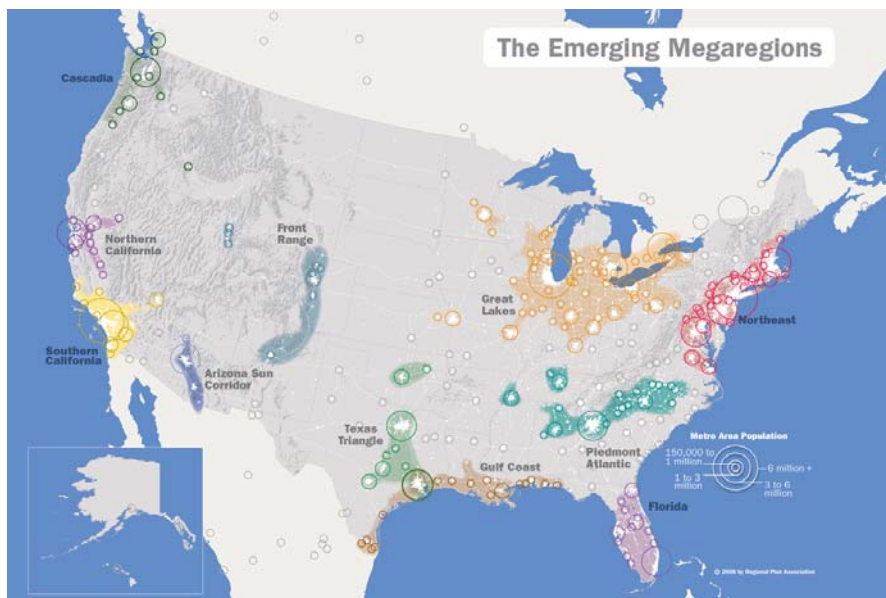 The Emerging Megaregions
Cascadia
Northern
California
Front
Range
Great
Lakes
Northeast
Southern
California
Arizona Sun
Corridor
Texas
Triangle
Gulf Coast
Piedmont
Atlantic
Metro Area Population
150,000 to
1 million
1 to 3
million
6 million +
3 to 6
million
Florida
© 2008 by Regional Plan Association